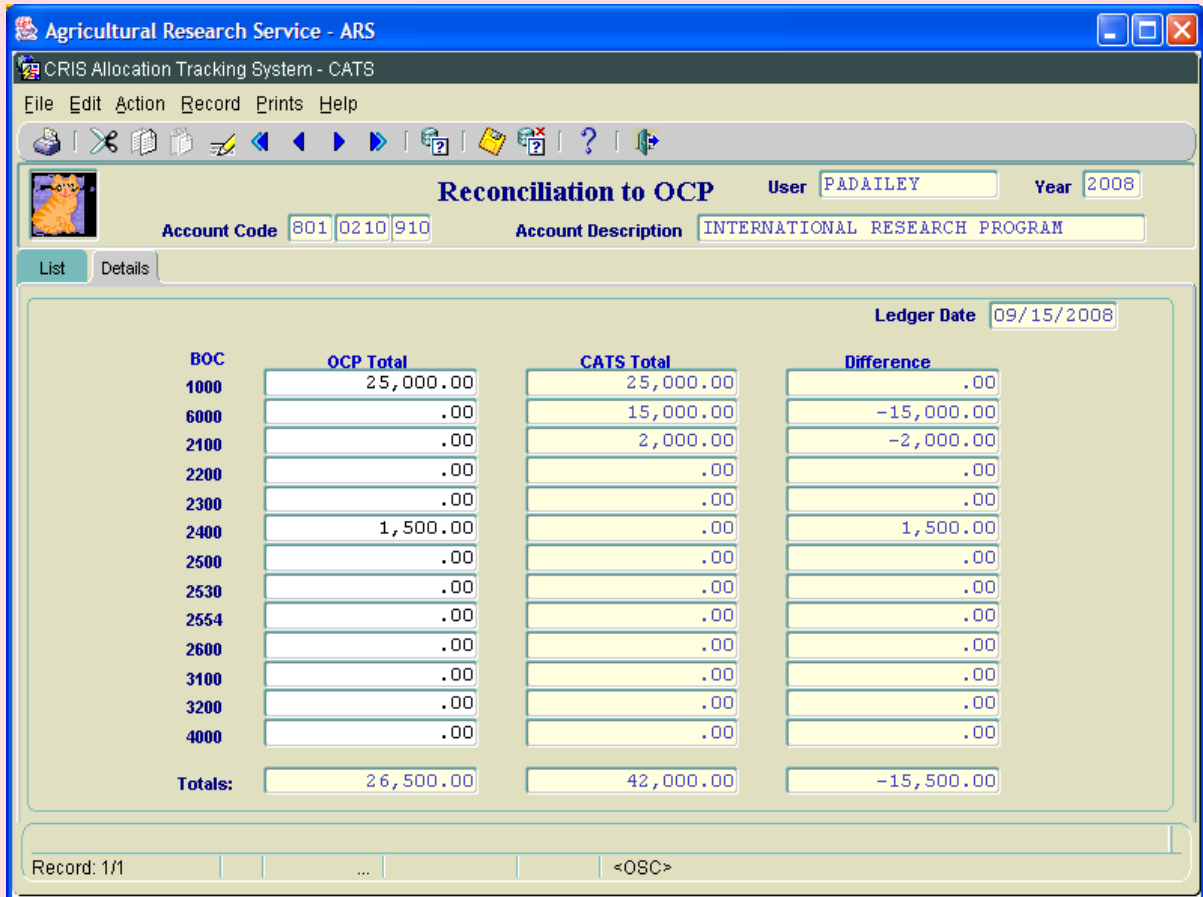 Agricultural Research Service - ARS
CRIS Allocation Tracking System - CATS
File Edit Action Record Prints Help
Reconciliation to OCP User PADAILEY Year 2008
Account Code 801 0210 910 Account Description INTERNATIONAL RESEARCH PROGRAM
List Details
Ledger Date 09/15/2008
BOC OCP Total CATS Total Difference
1000 25,000.00 25,000.00 .00
6000 .00 15,000.00 -15,000.00
2100 .00 2,000.00 -2,000.00
2200 .00 .00 .00
2300 .00 .00 .00
2400 1,500.00 .00 1,500.00
2500 .00 .00 .00
2530 .00 .00 .00
2554 .00 .00 .00
2600 .00 .00 .00
3100 .00 .00 .00
3200 .00 .00 .00
4000 .00 .00 .00
Totals: 26,500.00 42,000.00 -15,500.00
Record: 1/1 ... <OSC>